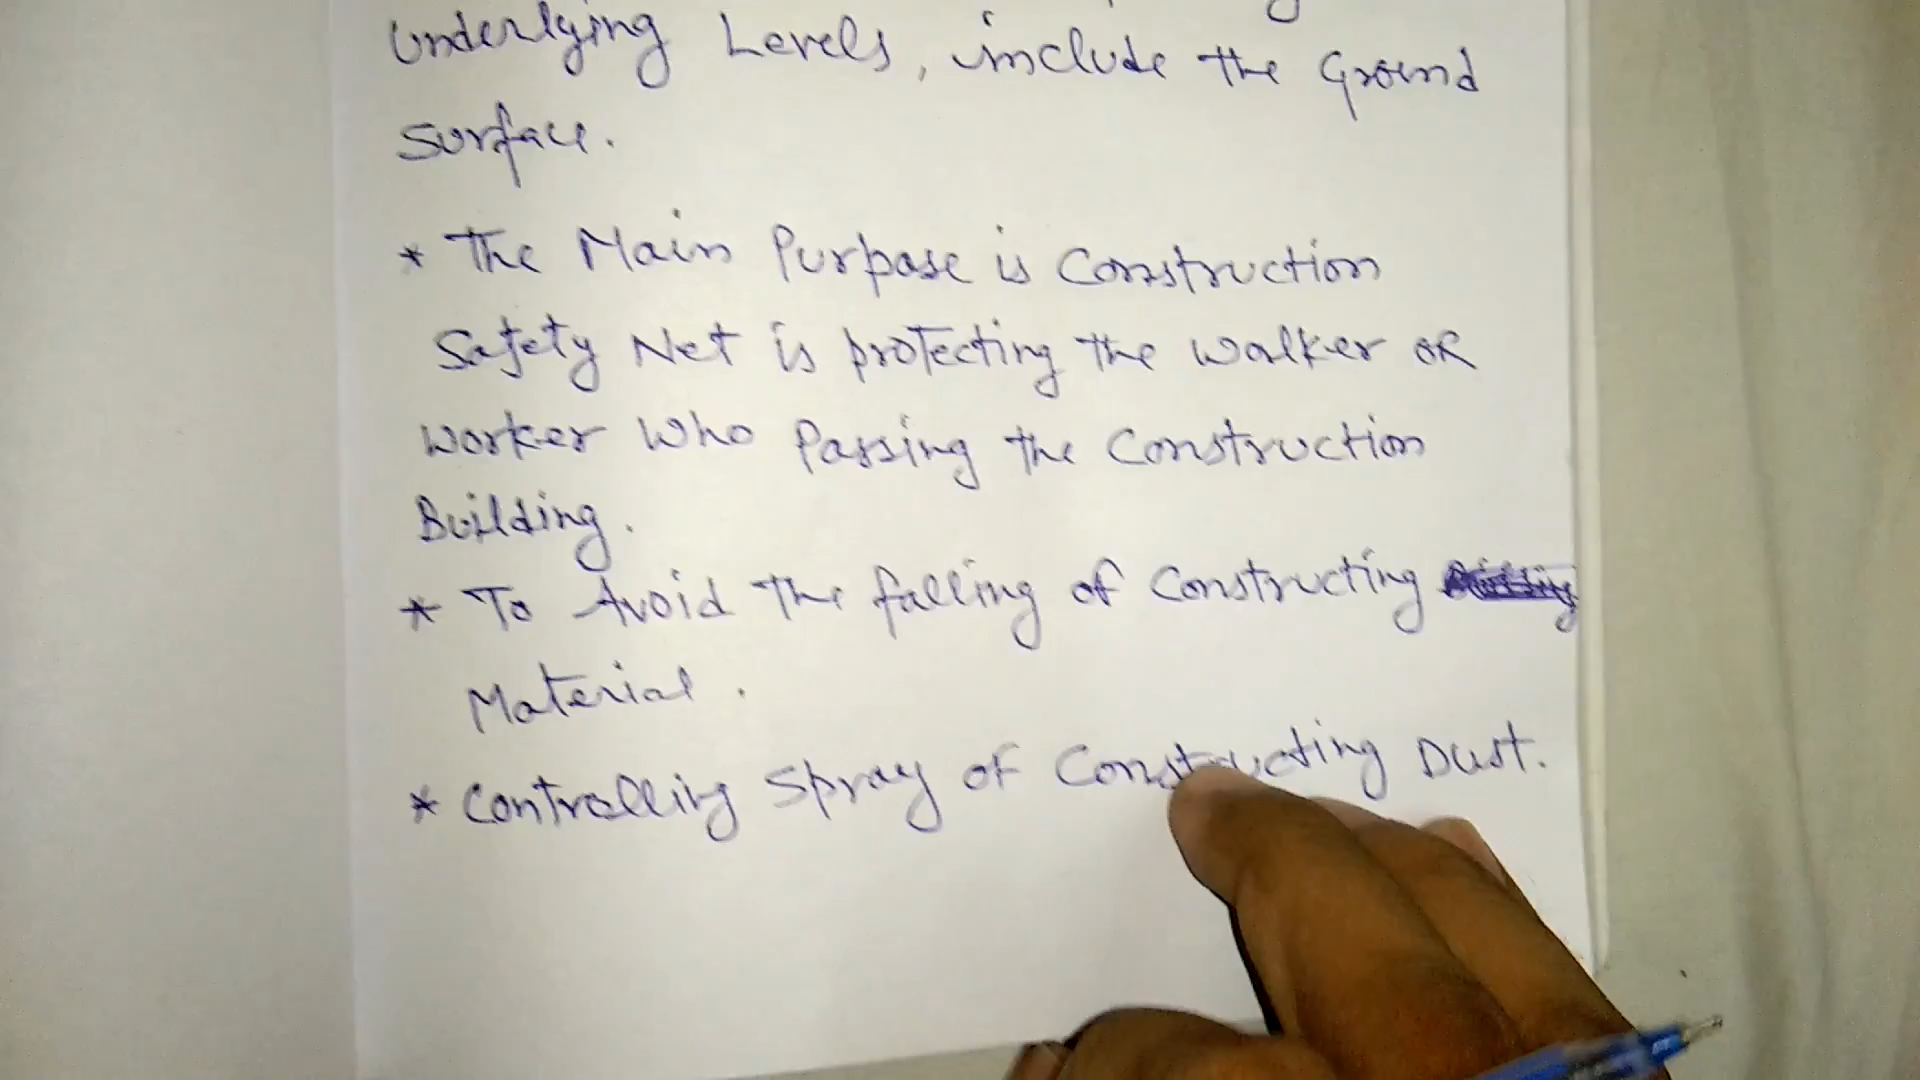 Underlying Levels, include the Ground
Surface.
* The Main Purpose is Construction
Safety Net is protecting the walker OR
worker who Passing the Construction
Building.
* To Avoid The falling of Constructing
Material.
* Controlling Spray of Constructing Dust.